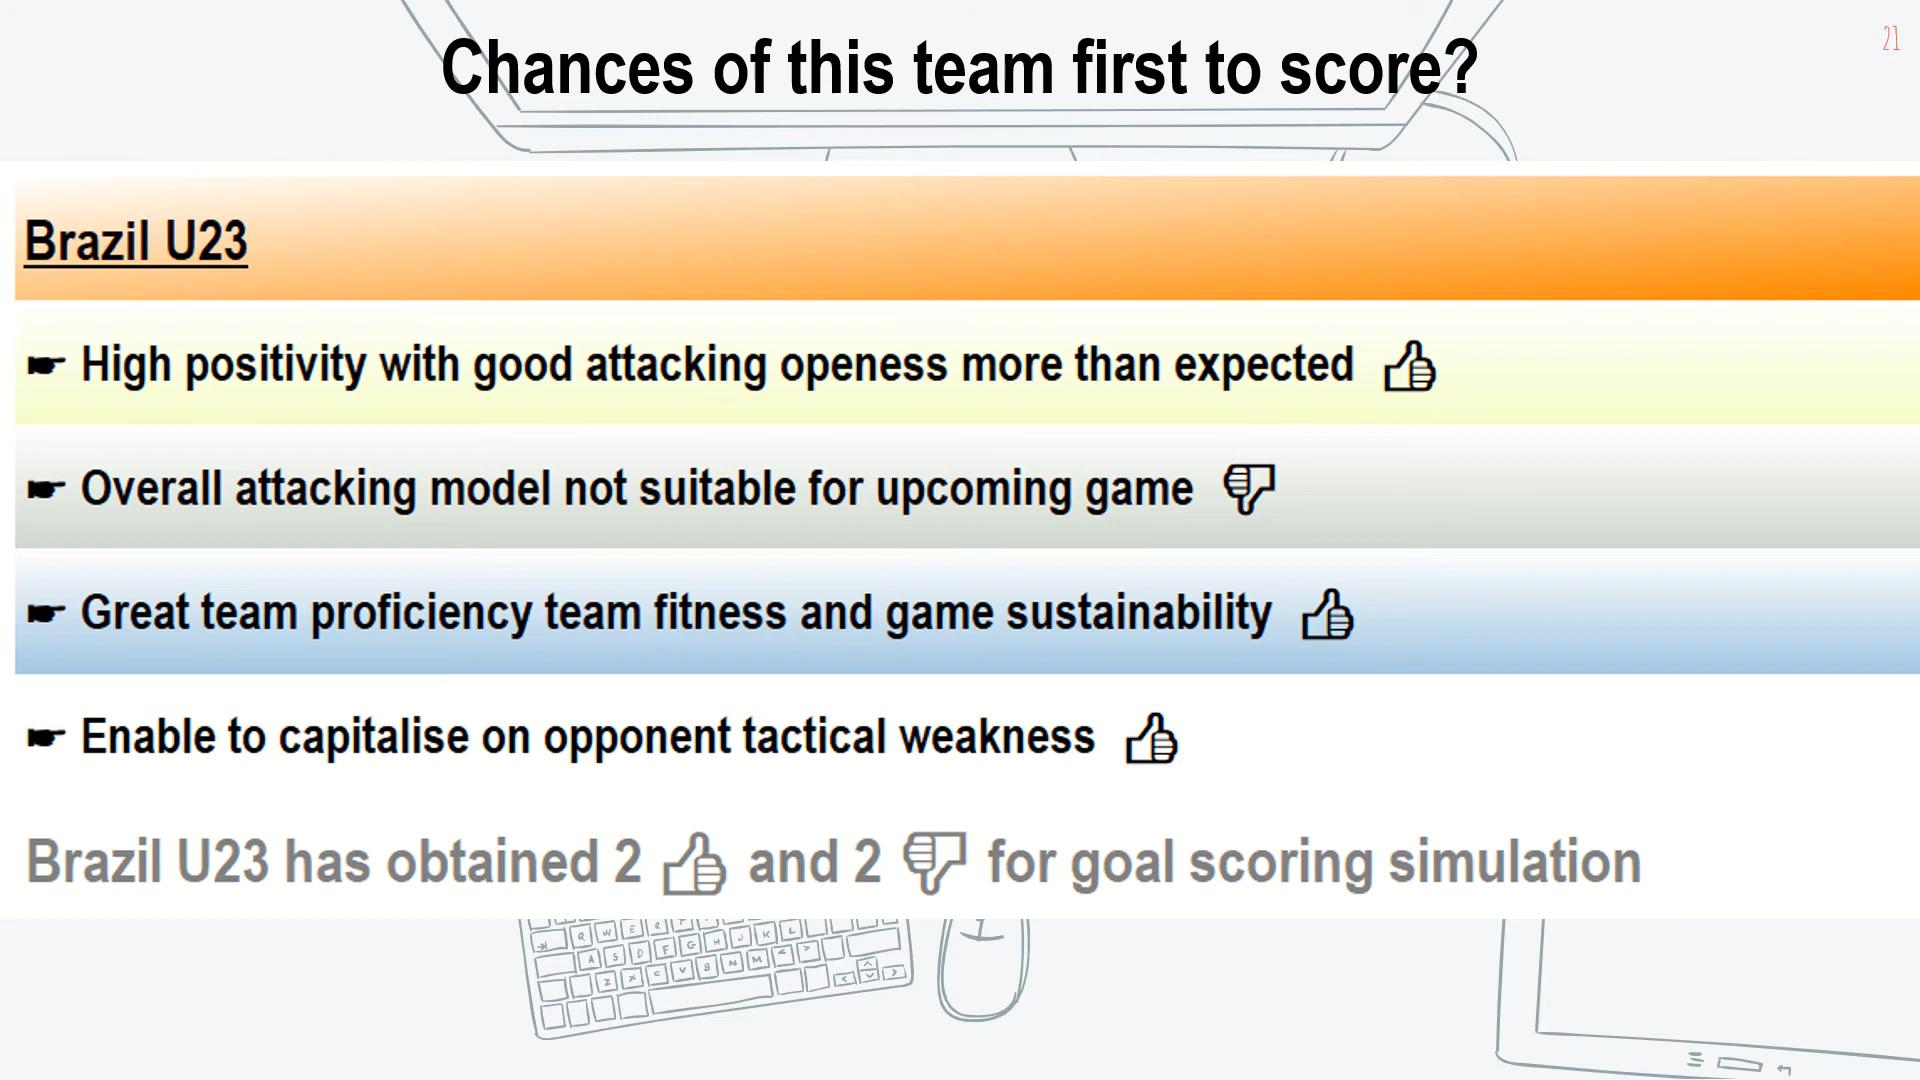 Chances of this team first to score?
21
Brazil U23
☛ High positivity with good attacking openess more than expected 👍
☛ Overall attacking model not suitable for upcoming game 👎
☛ Great team proficiency team fitness and game sustainability 👍
☛ Enable to capitalise on opponent tactical weakness 👍
Brazil U23 has obtained 2 👍 and 2 👎 for goal scoring simulation